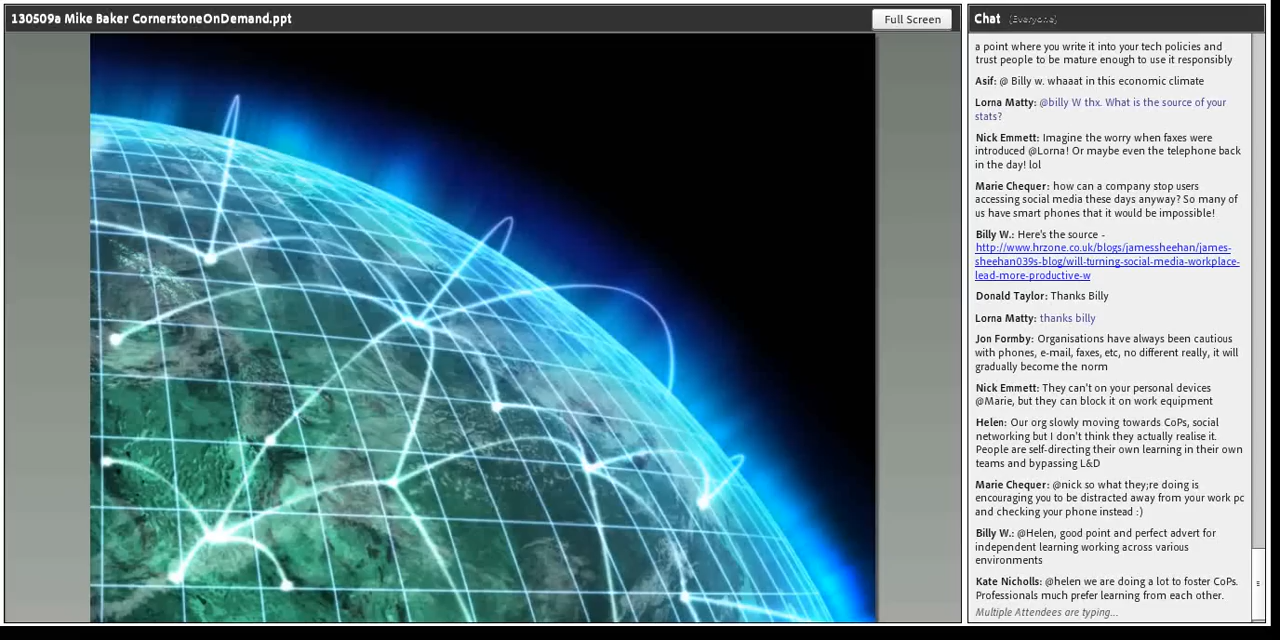 130509a Mike Baker CornerstoneOnDemand.ppt
Full Screen
Chat (Everyone)
a point where you write it into your tech policies and
trust people to be mature enough to use it responsibly
Asif: @ Billy w. whaaat in this economic climate
Lorna Matty: @billy W thx. What is the source of your
stats?
Nick Emmett: Imagine the worry when faxes were
introduced @Lorna! Or maybe even the telephone back
in the day! lol
Marie Chequer: how can a company stop users
accessing social media these days anyway? So many of
us have smart phones that it would be impossible!
Billy W.: Here's the source -
http://www.hrzone.co.uk/blogs/jamessheehan/james-
sheehan039s-blog/will-turning-social-media-workplace-
lead-more-productive-w
Donald Taylor: Thanks Billy
Lorna Matty: thanks billy
Jon Formby: Organisations have always been cautious
with phones, e-mail, faxes, etc, no different really, it will
gradually become the norm
Nick Emmett: They can't on your personal devices
@Marie, but they can block it on work equipment
Helen: Our org slowly moving towards CoPs, social
networking but I don't think they actually realise it.
People are self-directing their own learning in their own
teams and bypassing L&D
Marie Chequer: @nick so what they;re doing is
encouraging you to be distracted away from your work pc
and checking your phone instead :)
Billy W.: @Helen, good point and perfect advert for
independent learning working across various
environments
Kate Nicholls: @helen we are doing a lot to foster CoPs.
Professionals much prefer learning from each other.
Multiple Attendees are typing...